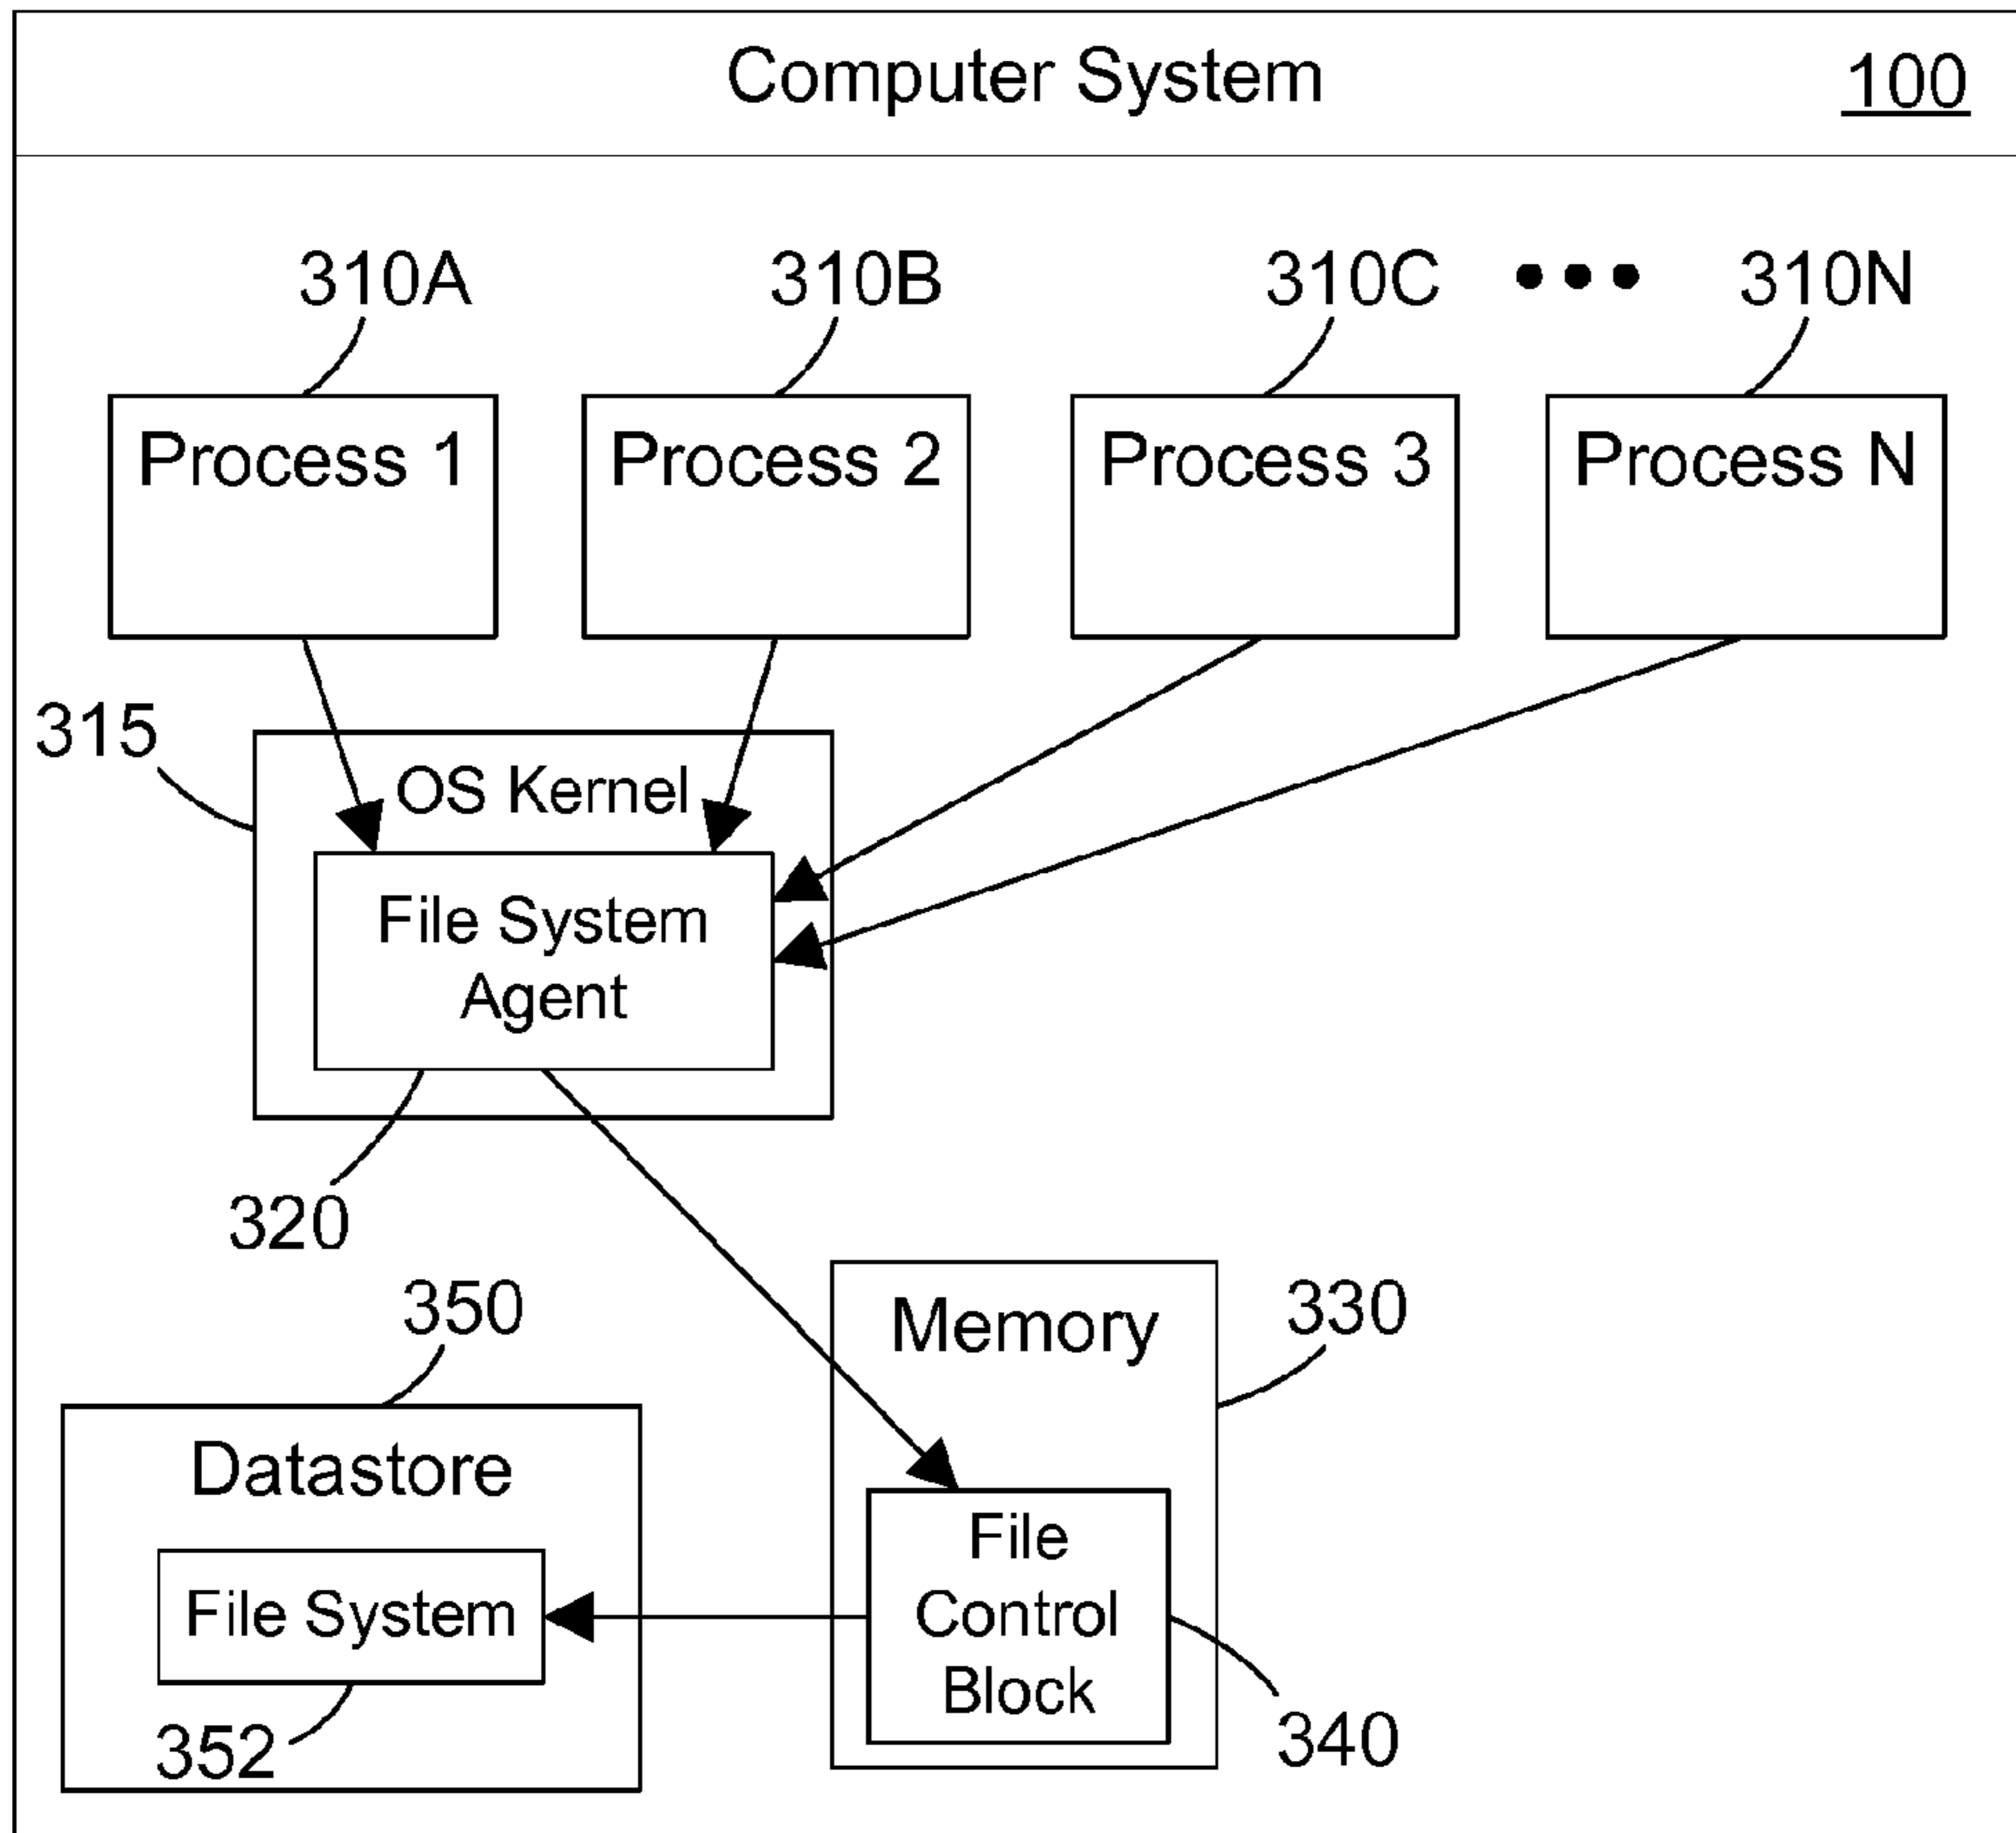 Computer System 100
310A 310B 310C ••• 310N
Process 1 Process 2 Process 3 Process N
315
OS Kernel
File System
Agent
320
350
330
Memory
Datastore
File
Control
Block
File System
352
340